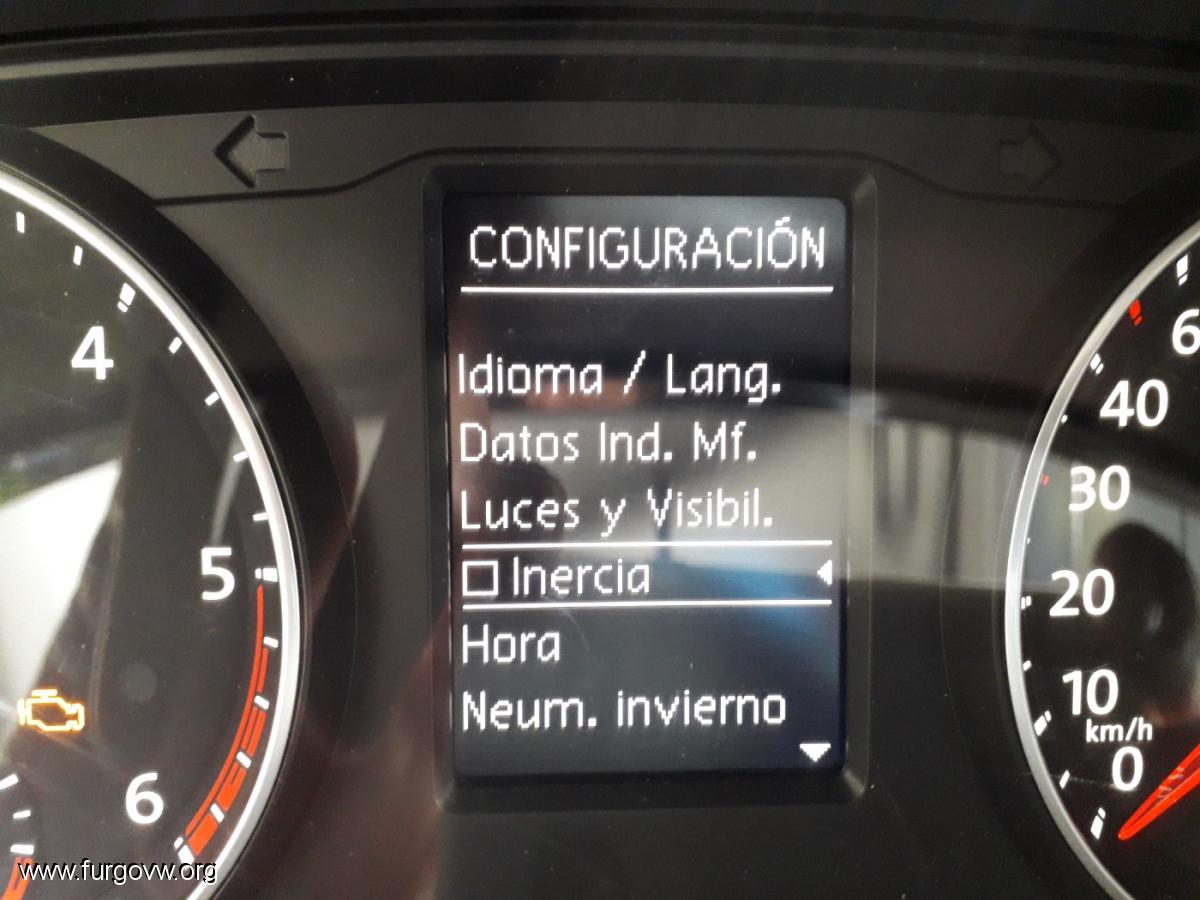 CONFIGURACIÓN
Idioma / Lang.
Datos Ind. Mf.
Luces y Visibil.
Inercia
Hora
Neum. invierno
4
5
6
6
40
30
20
10
km/h
0
www.furgovw.org